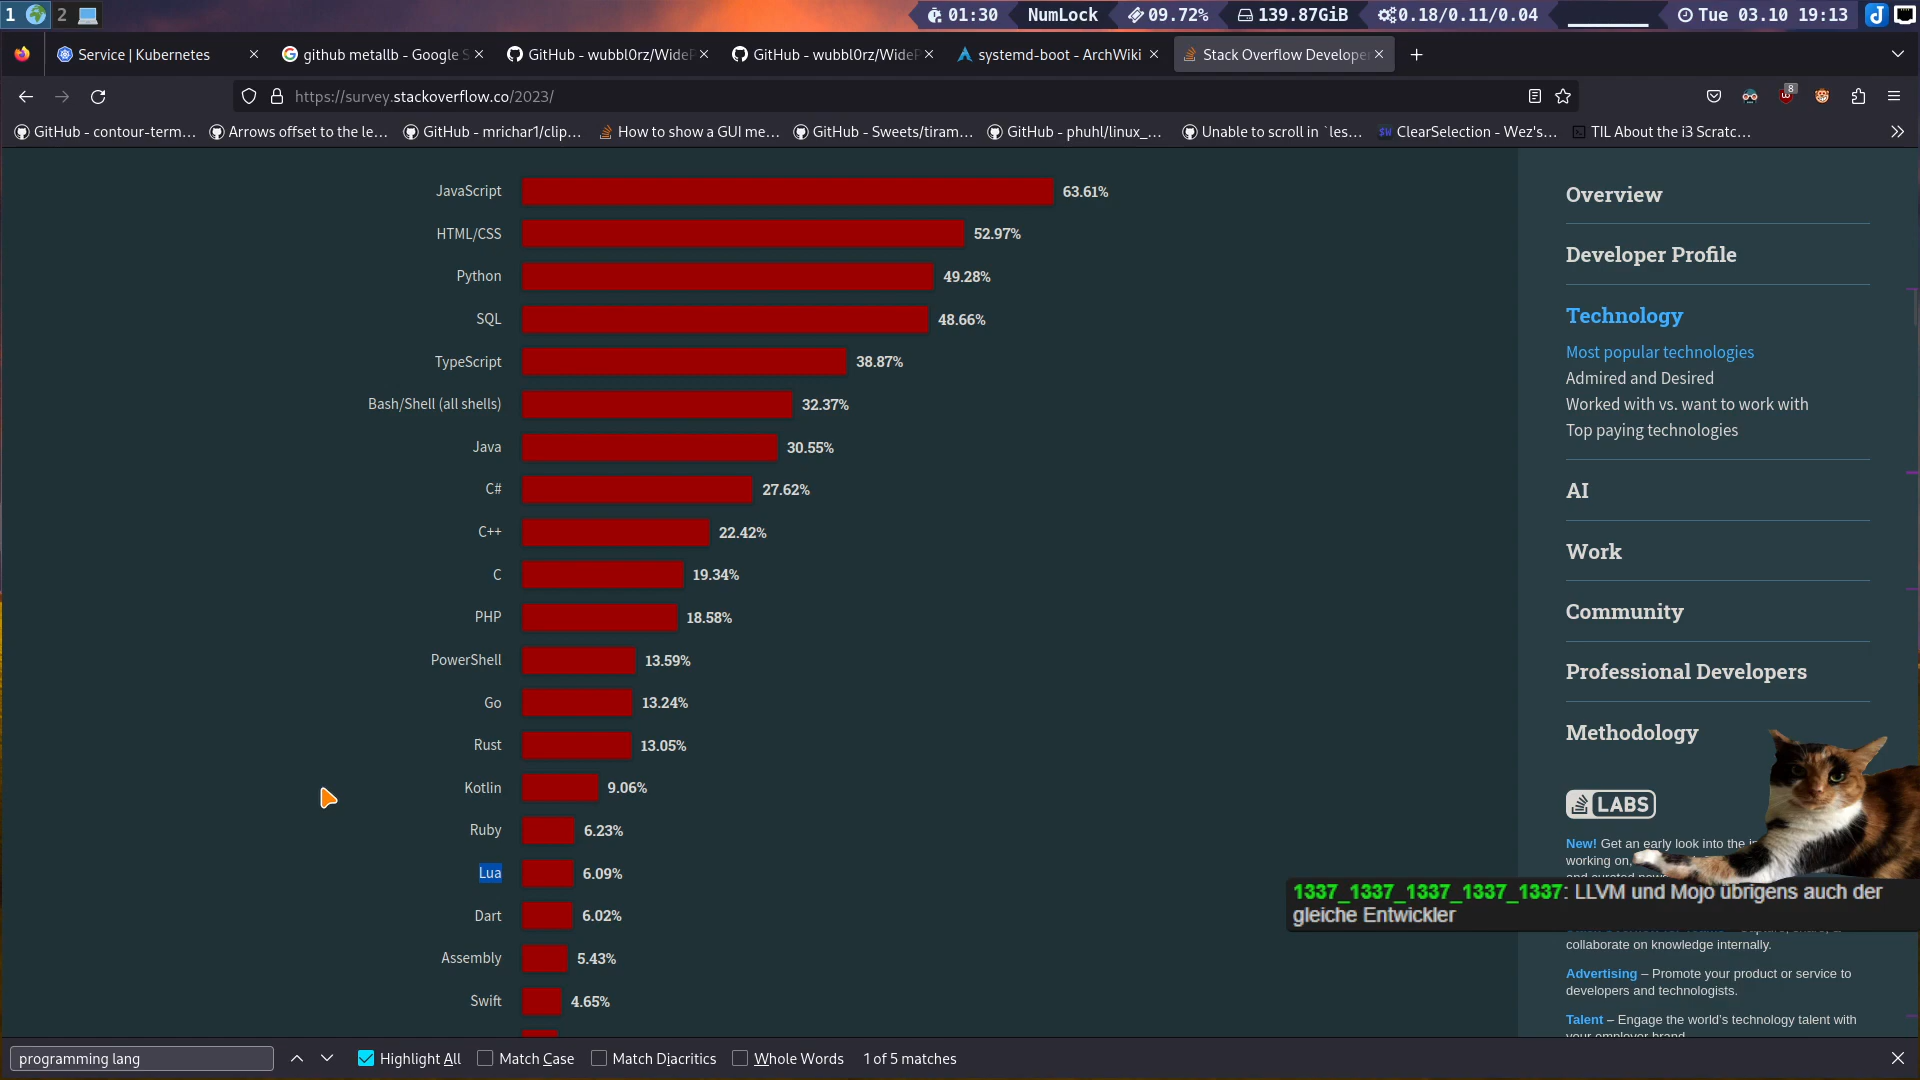 1 2 01:30 NumLock 09.72% 139.87GiB 0.18/0.11/0.04 Tue 03.10 19:13
Service | Kubernetes
github metallb - Google S
GitHub - wubbl0rz/WideP
GitHub - wubbl0rz/WideP
systemd-boot - ArchWiki
Stack Overflow Develope
https://survey.stackoverflow.co/2023/
8
GitHub - contour-term…
Arrows offset to the le…
GitHub - mrichar1/clip…
How to show a GUI me…
GitHub - Sweets/tiram…
GitHub - phuhl/linux_…
Unable to scroll in `les…
ClearSelection - Wez's…
TIL About the i3 Scratc…
JavaScript 63.61%
HTML/CSS 52.97%
Python 49.28%
SQL 48.66%
TypeScript 38.87%
Bash/Shell (all shells) 32.37%
Java 30.55%
C# 27.62%
C++ 22.42%
C 19.34%
PHP 18.58%
PowerShell 13.59%
Go 13.24%
Rust 13.05%
Kotlin 9.06%
Ruby 6.23%
Lua 6.09%
Dart 6.02%
Assembly 5.43%
Swift 4.65%
Overview
Developer Profile
Technology
Most popular technologies
Admired and Desired
Worked with vs. want to work with
Top paying technologies
AI
Work
Community
Professional Developers
Methodology
LABS
New! Get an early look into the
working on,
1337_1337_1337_1337_1337: LLVM und Mojo übrigens auch der
gleiche Entwickler
collaborate on knowledge internally.
Advertising – Promote your product or service to
developers and technologists.
Talent – Engage the world's technology talent with
your employer brand
programming lang
Highlight All Match Case Match Diacritics Whole Words 1 of 5 matches